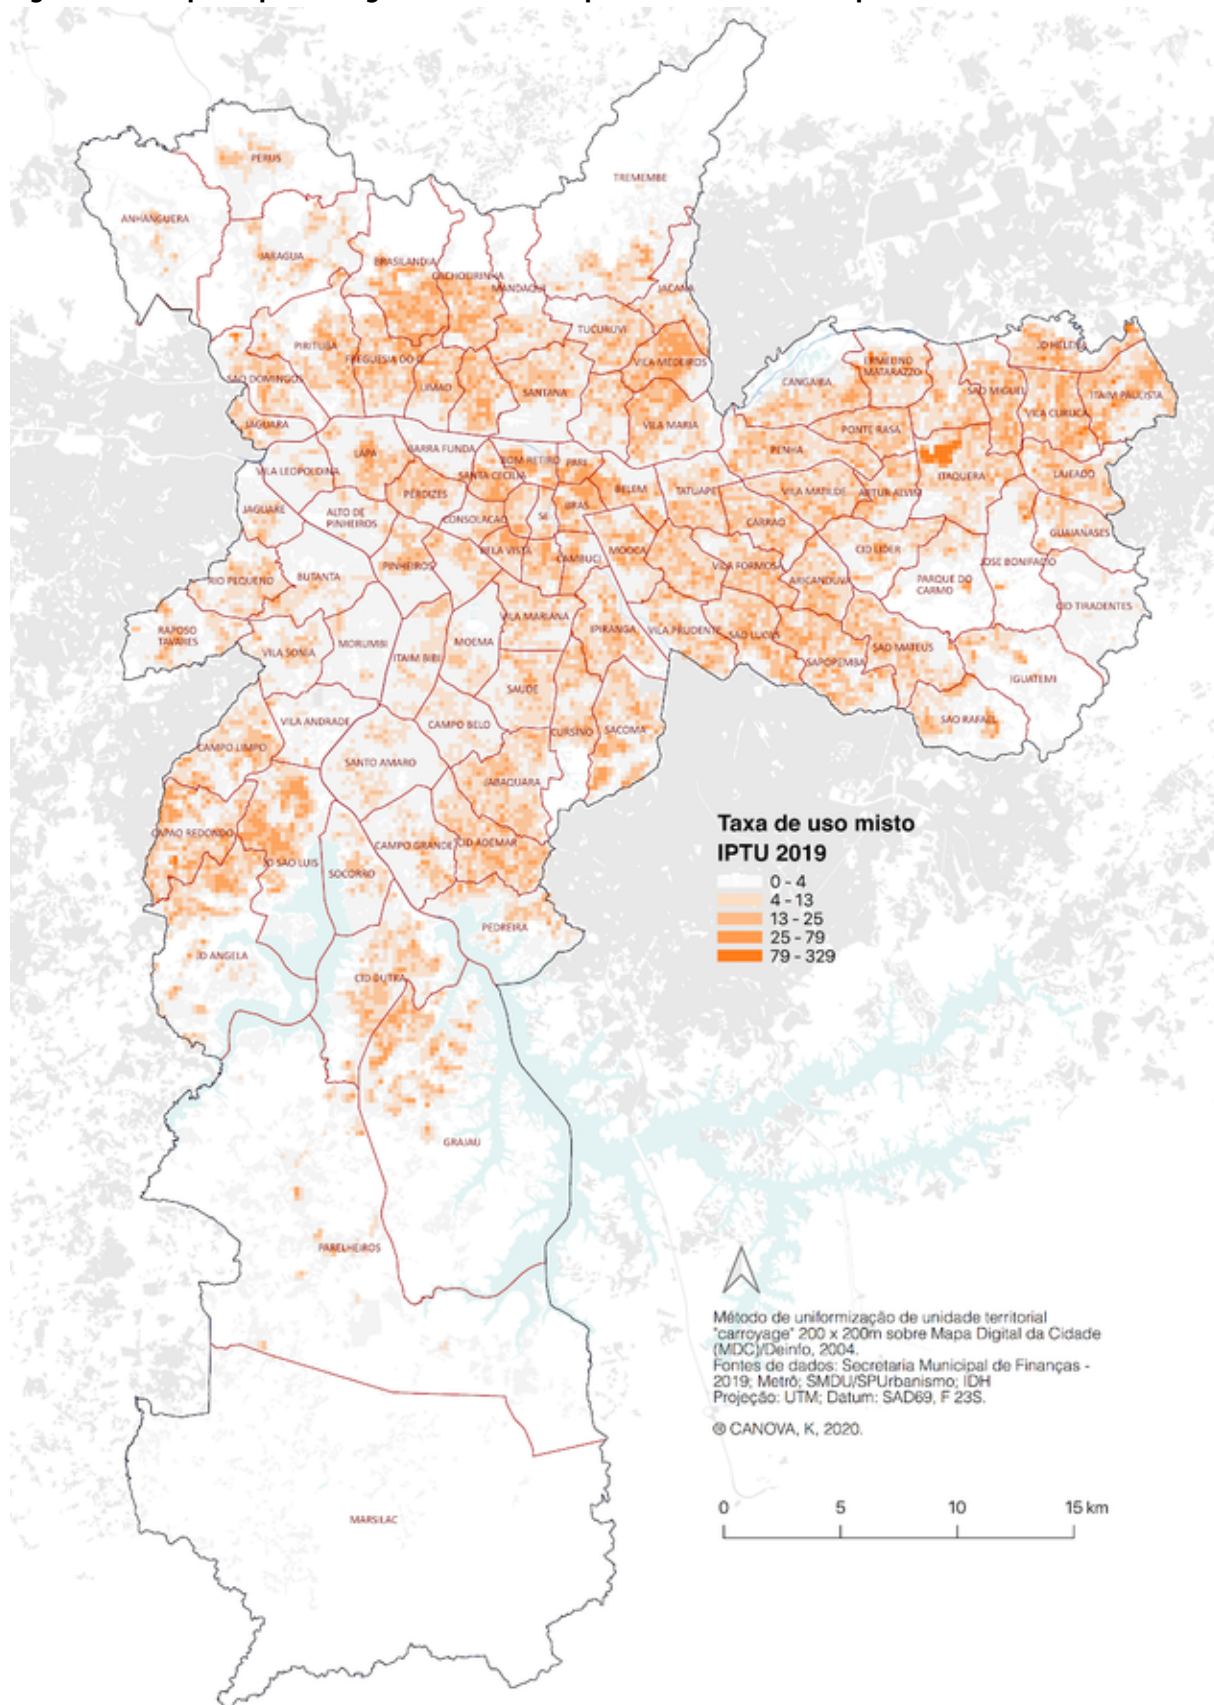 PERUS
TREMEMBE
ANHANGUERA
JARAGUA
BRASILANDIA
CACHOEIRINHA
MANDAQUI
JACANA
TUCURUVI
PIRITUBA
FREGUESIA DO O
VILA MEDEIROS
LIMAO
SAO DOMINGOS
SANTANA
JD HELENA
ERMELINO
MATARAZZO
CANGAIBA
SAO MIGUEL
ITAIM PAULISTA
VILA CURUCA
JAGUARA
VILA MARIA
PONTE RASA
LAPA
BARRA FUNDA
PENHA
BOM RETIRO
PARI
VILA LEOPOLDINA
SANTA CECILIA
ITAQUERA
LAJEADO
PERDIZES
BELEM
TATUAPE
VILA MATILDE
ARTUR ALVIM
JAGUARE
ALTO DE
PINHEIROS
CONSOLACAO
SE
BRAS
CARRAO
GUAIANASES
BELA VISTA
CAMBUCI
MOOCA
CID LIDER
JOSE BONIFACIO
PINHEIROS
VILA FORMOSA
RIO PEQUENO
BUTANTA
ARICANDUVA
PARQUE DO
CARMO
CID TIRADENTES
VILA MARIANA
RAPOSO
TAVARES
MORUMBI
MOEMA
IPIRANGA
VILA PRUDENTE
SAO LUCAS
VILA SONIA
ITAIM BIBI
SAO MATEUS
SAPOPEMBA
IGUATEMI
SAUDE
VILA ANDRADE
CAMPO BELO
CURSINO
SACOMA
SAO RAFAEL
CAMPO LIMPO
SANTO AMARO
JABAQUARA
CAPAO REDONDO
CAMPO GRANDE
CID ADEMAR
JD SAO LUIS
SOCORRO
PEDREIRA
JD ANGELA
CID DUTRA
GRAJAU
PARELHEIROS
MARSILAC
Taxa de uso misto
IPTU 2019
0 - 4
4 - 13
13 - 25
25 - 79
79 - 329
Método de uniformização de unidade territorial
"carroyage" 200 x 200m sobre Mapa Digital da Cidade
(MDC)/Deinfo, 2004.
Fontes de dados: Secretaria Municipal de Finanças -
2019; Metrô; SMDU/SPUrbanismo; IDH
Projeção: UTM; Datum: SAD69, F 23S.
® CANOVA, K, 2020.
0 5 10 15 km